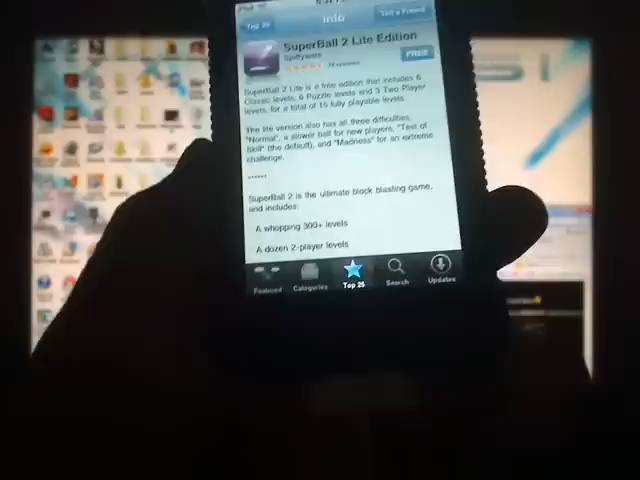 Top 25
Info
Tell a Friend
SuperBall 2 Lite Edition
Spiffyware
FREE
SuperBall 2 Lite is a free edition that includes 6
Classic levels, 6 Puzzle levels and 3 Two Player
levels, for a total of 15 fully playable levels.
The lite version also has all three difficulties,
"Normal", a slower ball for new players, "Test of
Skill" (the default), and "Madness" for an extreme
challenge.
******
SuperBall 2 is the ultimate block blasting game,
and includes:
A whopping 300+ levels
A dozen 2-player levels
Featured
Categories
Top 25
Search
Updates